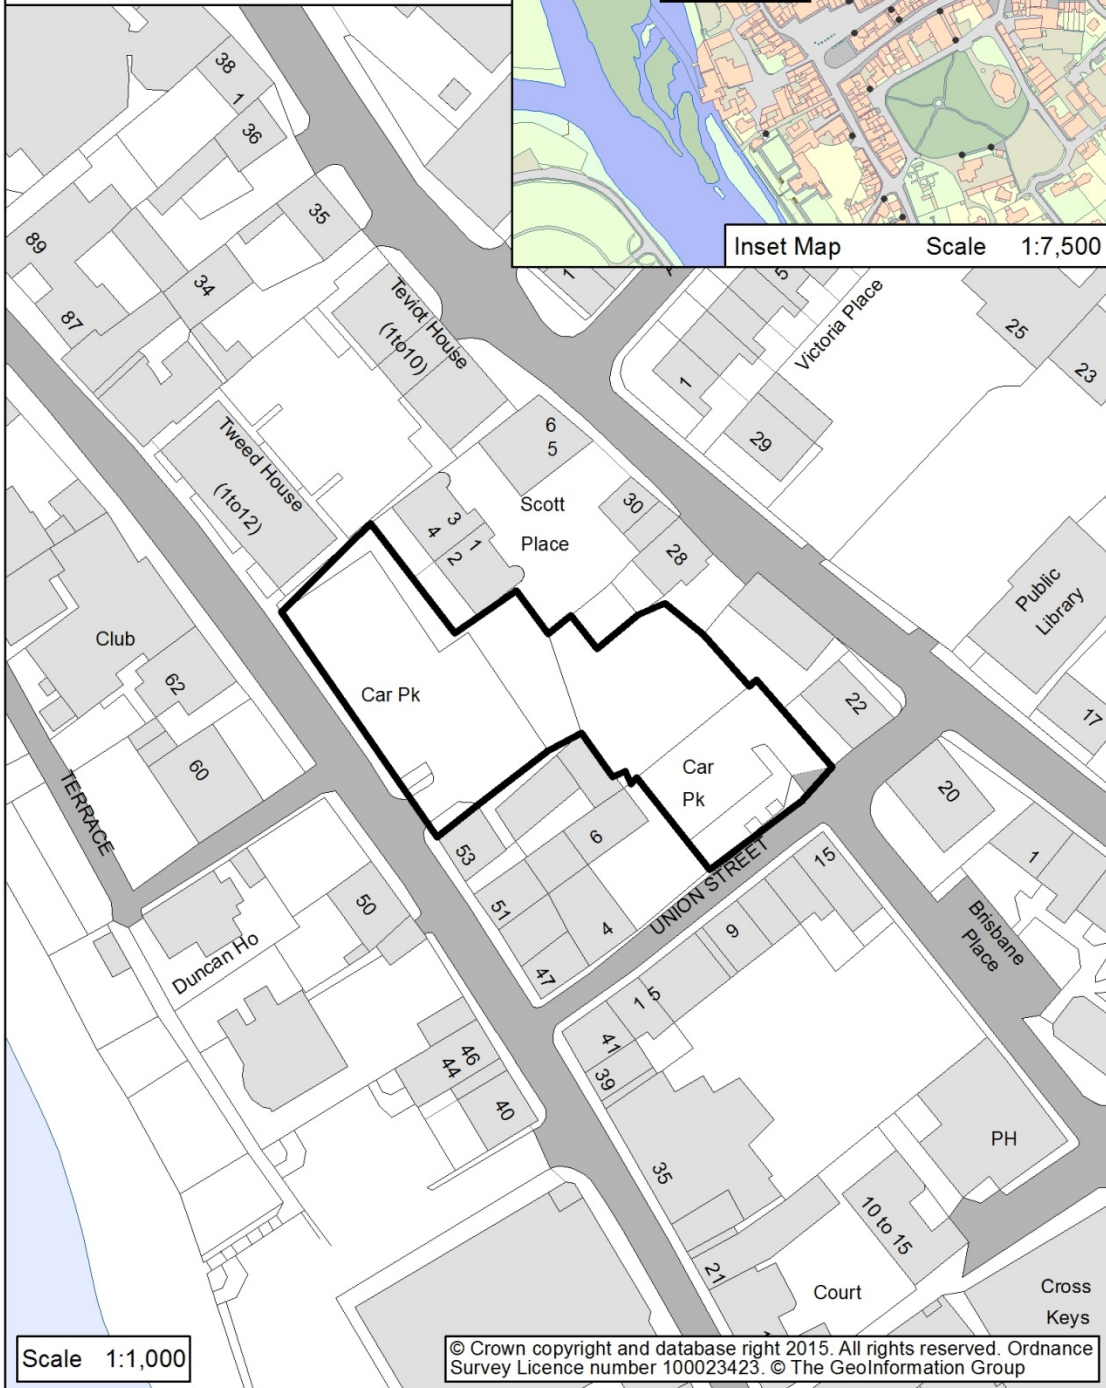 38
1
36
35
89
34
87
Teviot House
(1to10)
1
5
Inset Map Scale 1:7,500
Victoria Place
25
23
1
29
Tweed House
(1to12)
6
5
Scott
Place
3
4
1
2
30
28
Public
Library
17
Club
62
60
Car Pk
22
Car
Pk
TERRACE
20
53
6
15
UNION STREET
1
51
4
9
50
Brisbane
Place
Duncan Ho
47
1 5
41
39
46
44
40
35
PH
10 to 15
21
Court
Cross
Keys
Scale 1:1,000
© Crown copyright and database right 2015. All rights reserved. Ordnance
Survey Licence number 100023423. © The GeoInformation Group